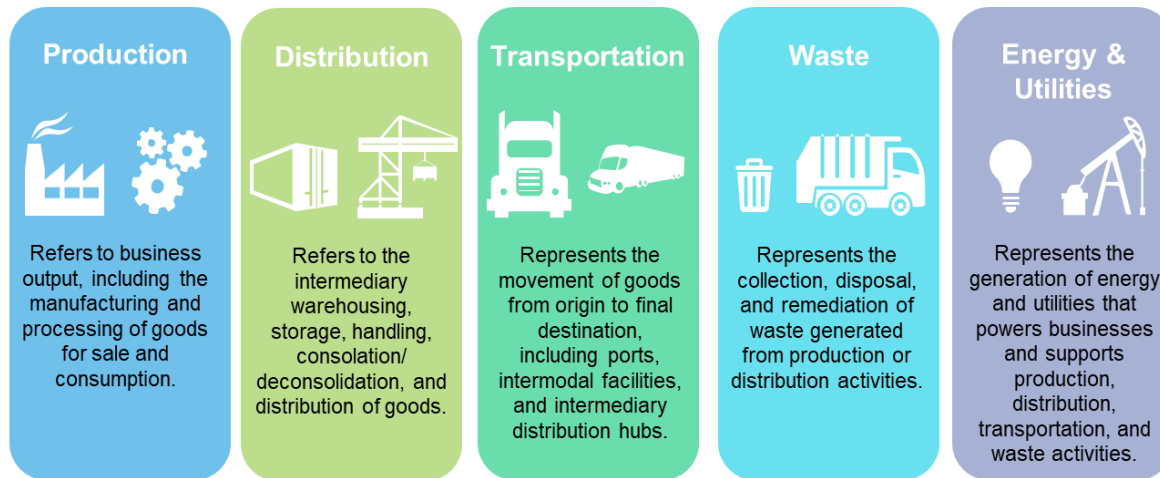 Production
Refers to business
output, including the
manufacturing and
processing of goods
for sale and
consumption.
Distribution
Refers to the
intermediary
warehousing,
storage, handling,
consolation/
deconsolidation, and
distribution of goods.
Transportation
Represents the
movement of goods
from origin to final
destination,
including ports,
intermodal facilities,
and intermediary
distribution hubs.
Waste
Represents the
collection, disposal,
and remediation of
waste generated
from production or
distribution activities.
Energy &
Utilities
Represents the
generation of energy
and utilities that
powers businesses
and supports
production,
distribution,
transportation, and
waste activities.